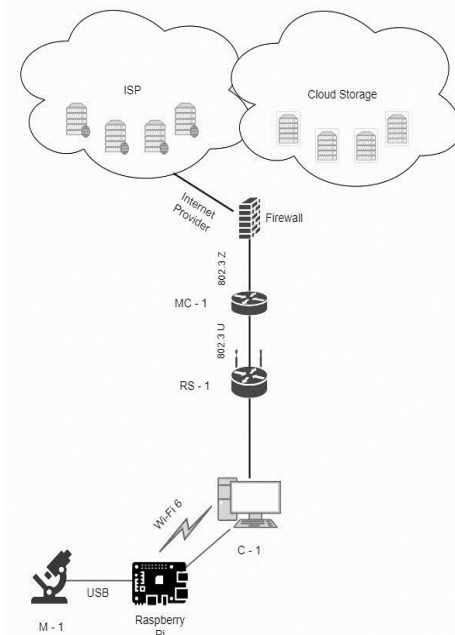 ISP
Cloud Storage
Internet
Provider
Firewall
802.3 Z
MC - 1
802.3 U
RS - 1
Wi-Fi 6
C - 1
USB
M - 1
Raspberry
Pi